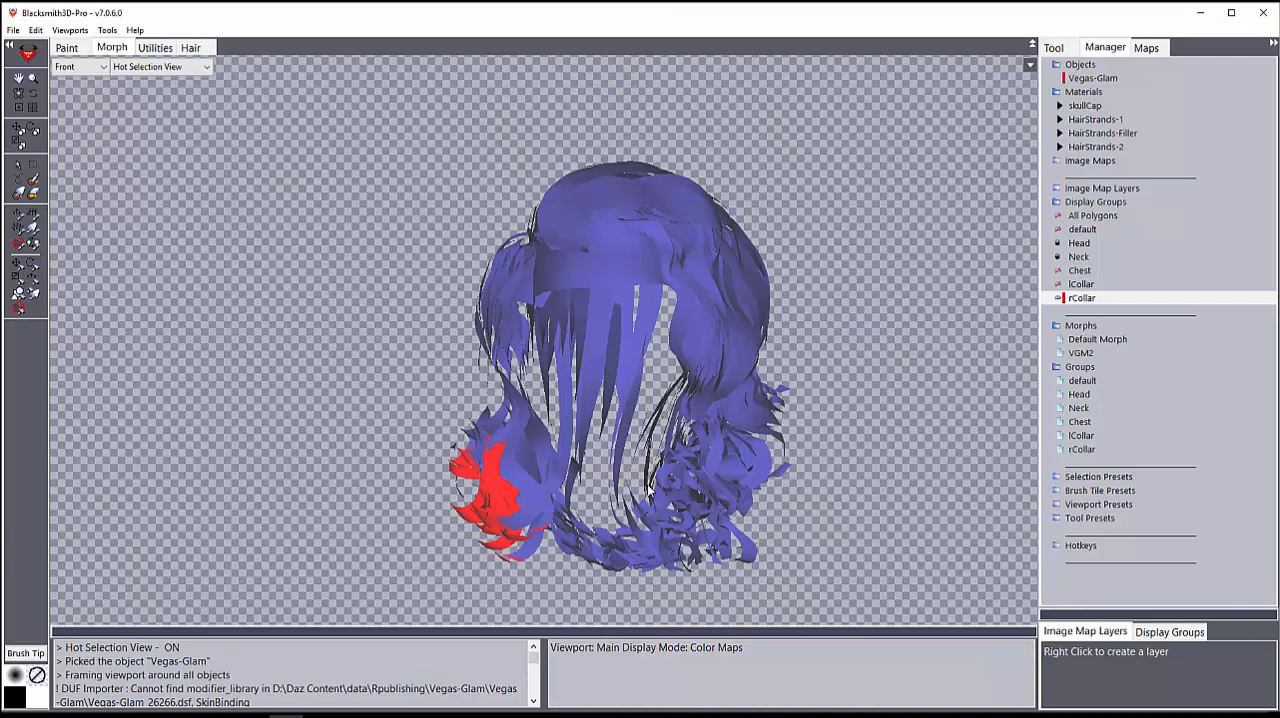 Blacksmith3D-Pro - v7.0.6.0
File Edit Viewports Tools Help
Paint Morph Utilities Hair
Front Hot Selection View
Tool Manager Maps
Objects
Vegas-Glam
Materials
skullCap
HairStrands-1
HairStrands-Filler
HairStrands-2
Image Maps
Image Map Layers
Display Groups
All Polygons
default
Head
Neck
Chest
lCollar
rCollar
Morphs
Default Morph
VGM2
Groups
default
Head
Neck
Chest
lCollar
rCollar
Selection Presets
Brush Tile Presets
Viewport Presets
Tool Presets
Hotkeys
Brush Tip
> Hot Selection View - ON
> Picked the object "Vegas-Glam"
> Framing viewport around all objects
! DUF Importer : Cannot find modifier_library in D:\Daz Content\data\Rpublishing\Vegas-Glam\Vegas
-Glam\Vegas-Glam_26266.dsf, SkinBinding
Viewport: Main Display Mode: Color Maps
Image Map Layers Display Groups
Right Click to create a layer